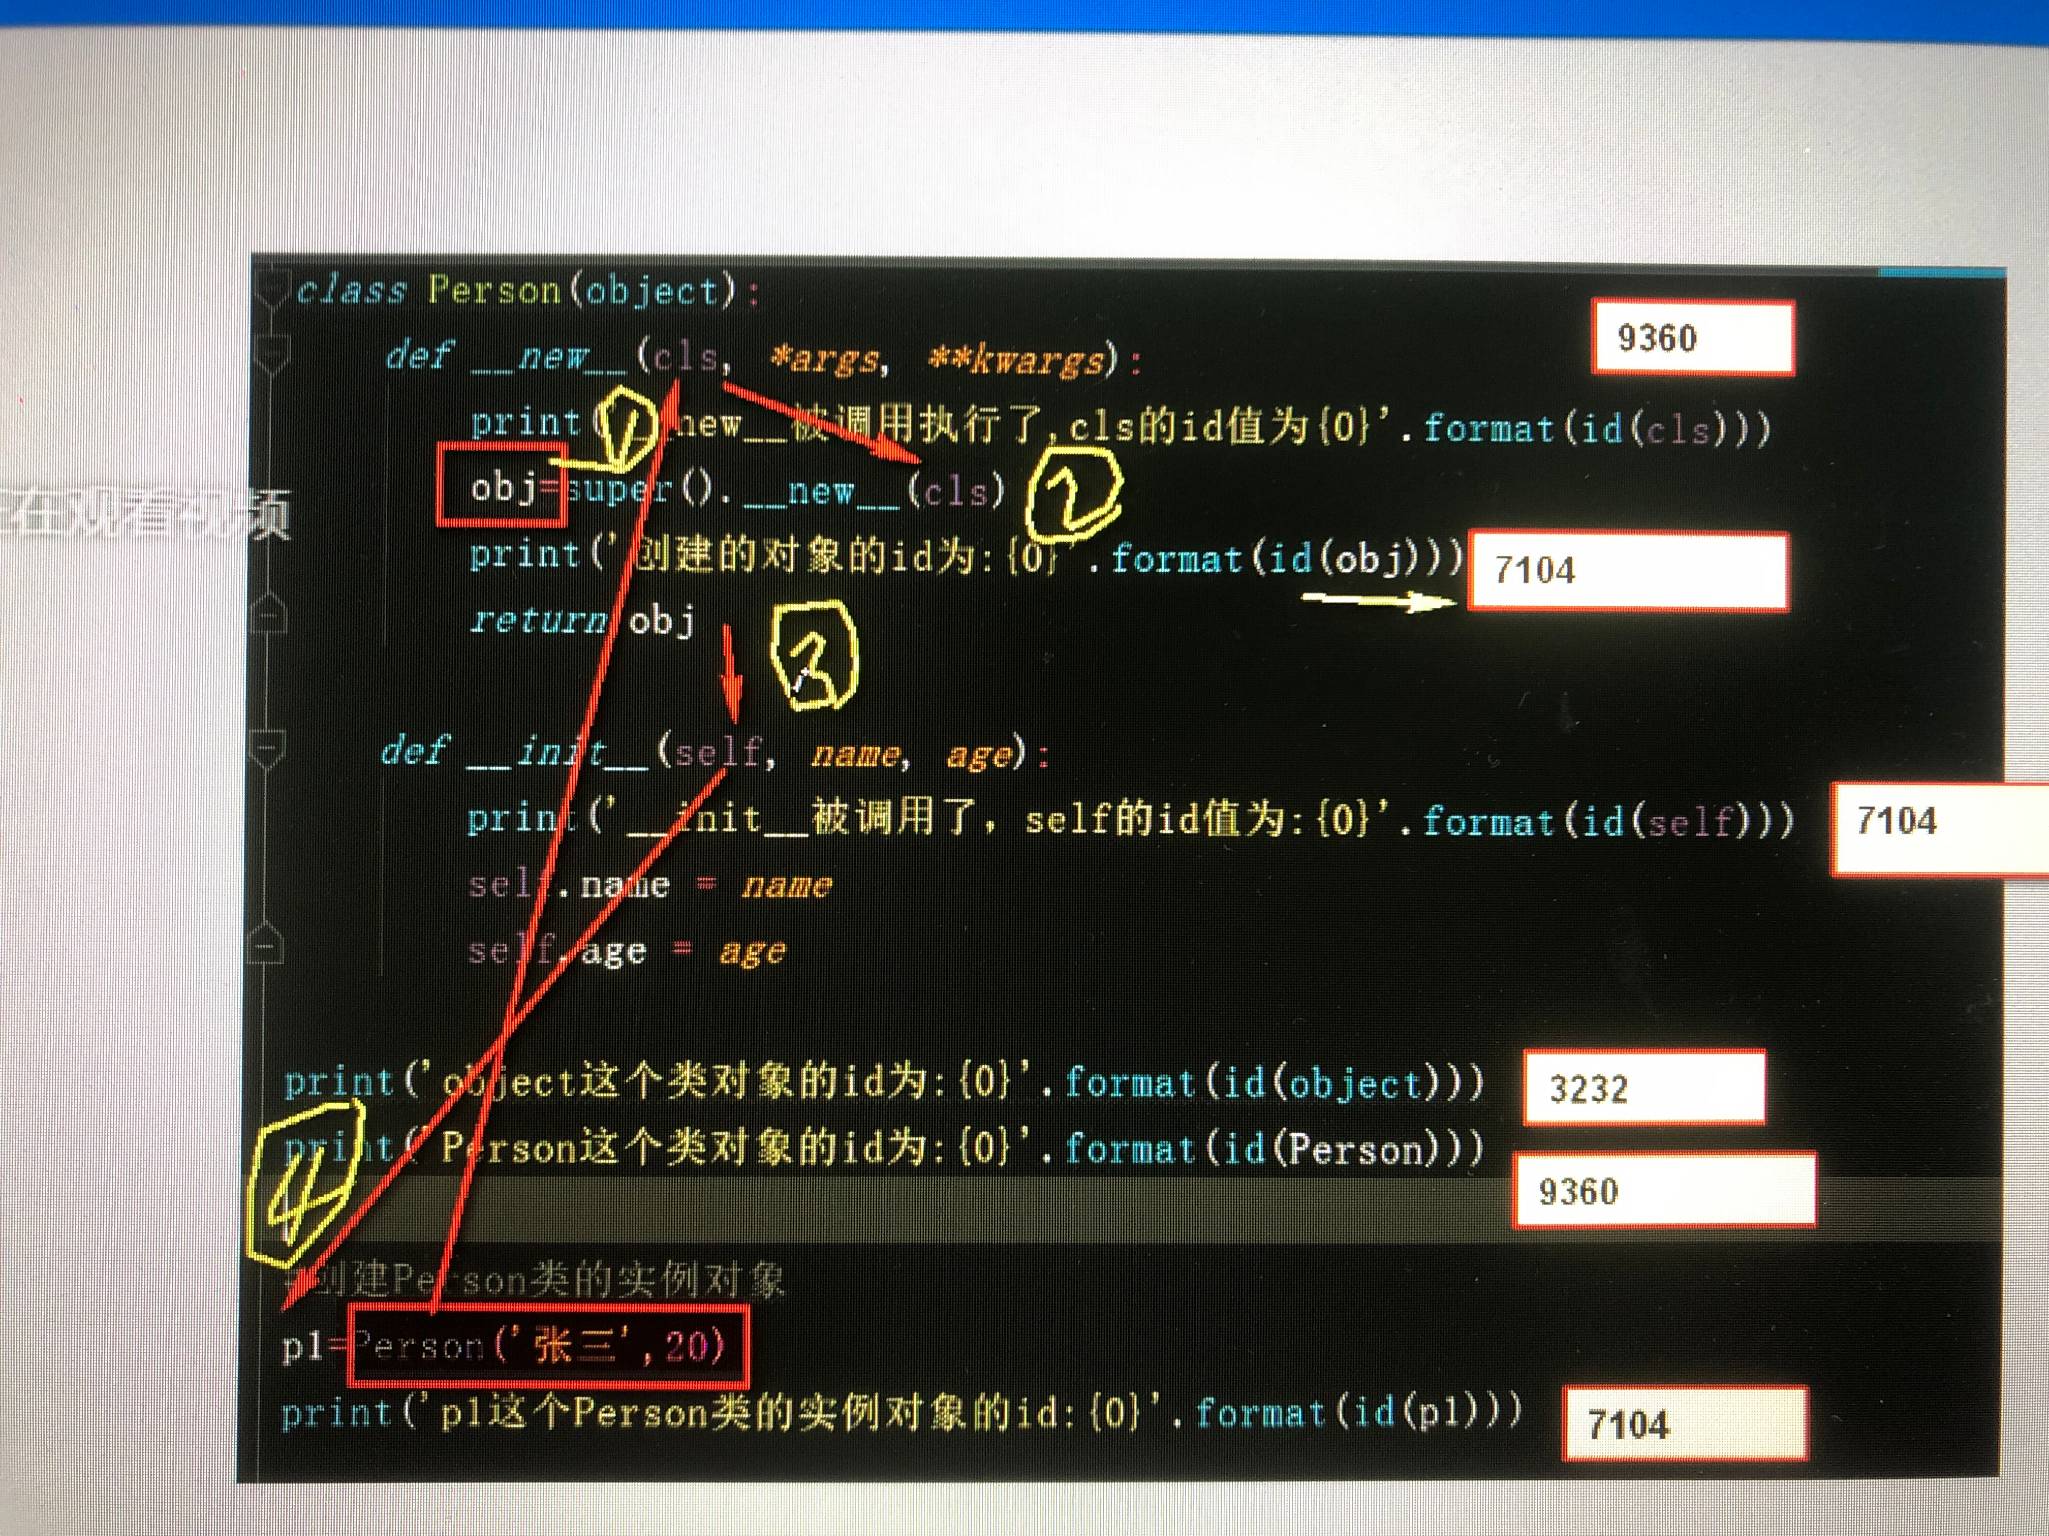 class Person(object):
9360
def __new__(cls, *args, **kwargs):
print( new__被调用执行了,cls的id值为{0}'.format(id(cls)))
1
obj=super().__new__(cls)
2
在观看视频
print('创建的对象的id为:{0}'.format(id(obj)))
7104
return obj
3
def __init__(self, name, age):
print('__init__被调用了，self的id值为:{0}'.format(id(self)))
7104
self.name = name
self.age = age
print('object这个类对象的id为:{0}'.format(id(object)))
3232
print('Person这个类对象的id为:{0}'.format(id(Person)))
9360
4
#创建Person类的实例对象
p1=Person('张三',20)
print('p1这个Person类的实例对象的id:{0}'.format(id(p1)))
7104